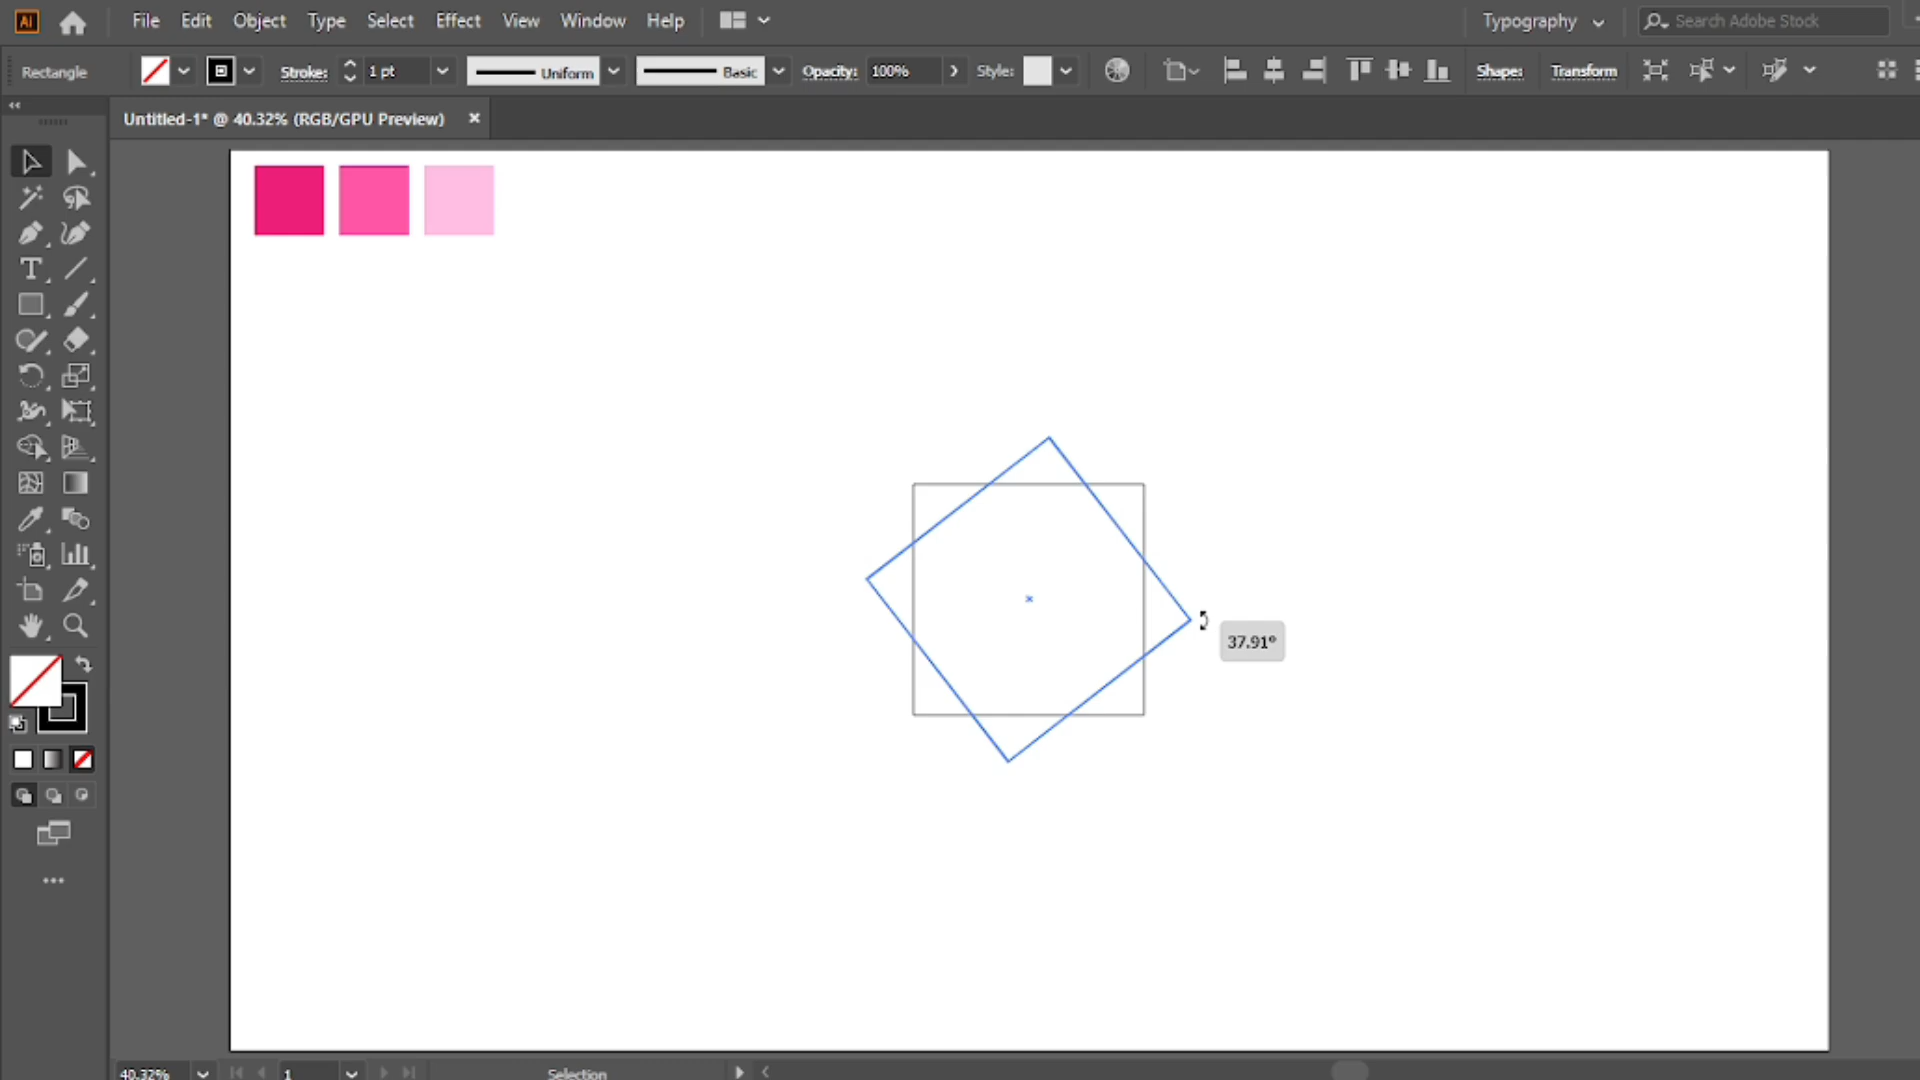 Ai File Edit Object Type Select Effect View Window Help Typography Search Adobe Stock
Rectangle Stroke: 1 pt Uniform Basic Opacity: 100% Style: Shape: Transform
Untitled-1* @ 40.32% (RGB/GPU Preview) ×
T
37.91°
40.32% 1 Selection